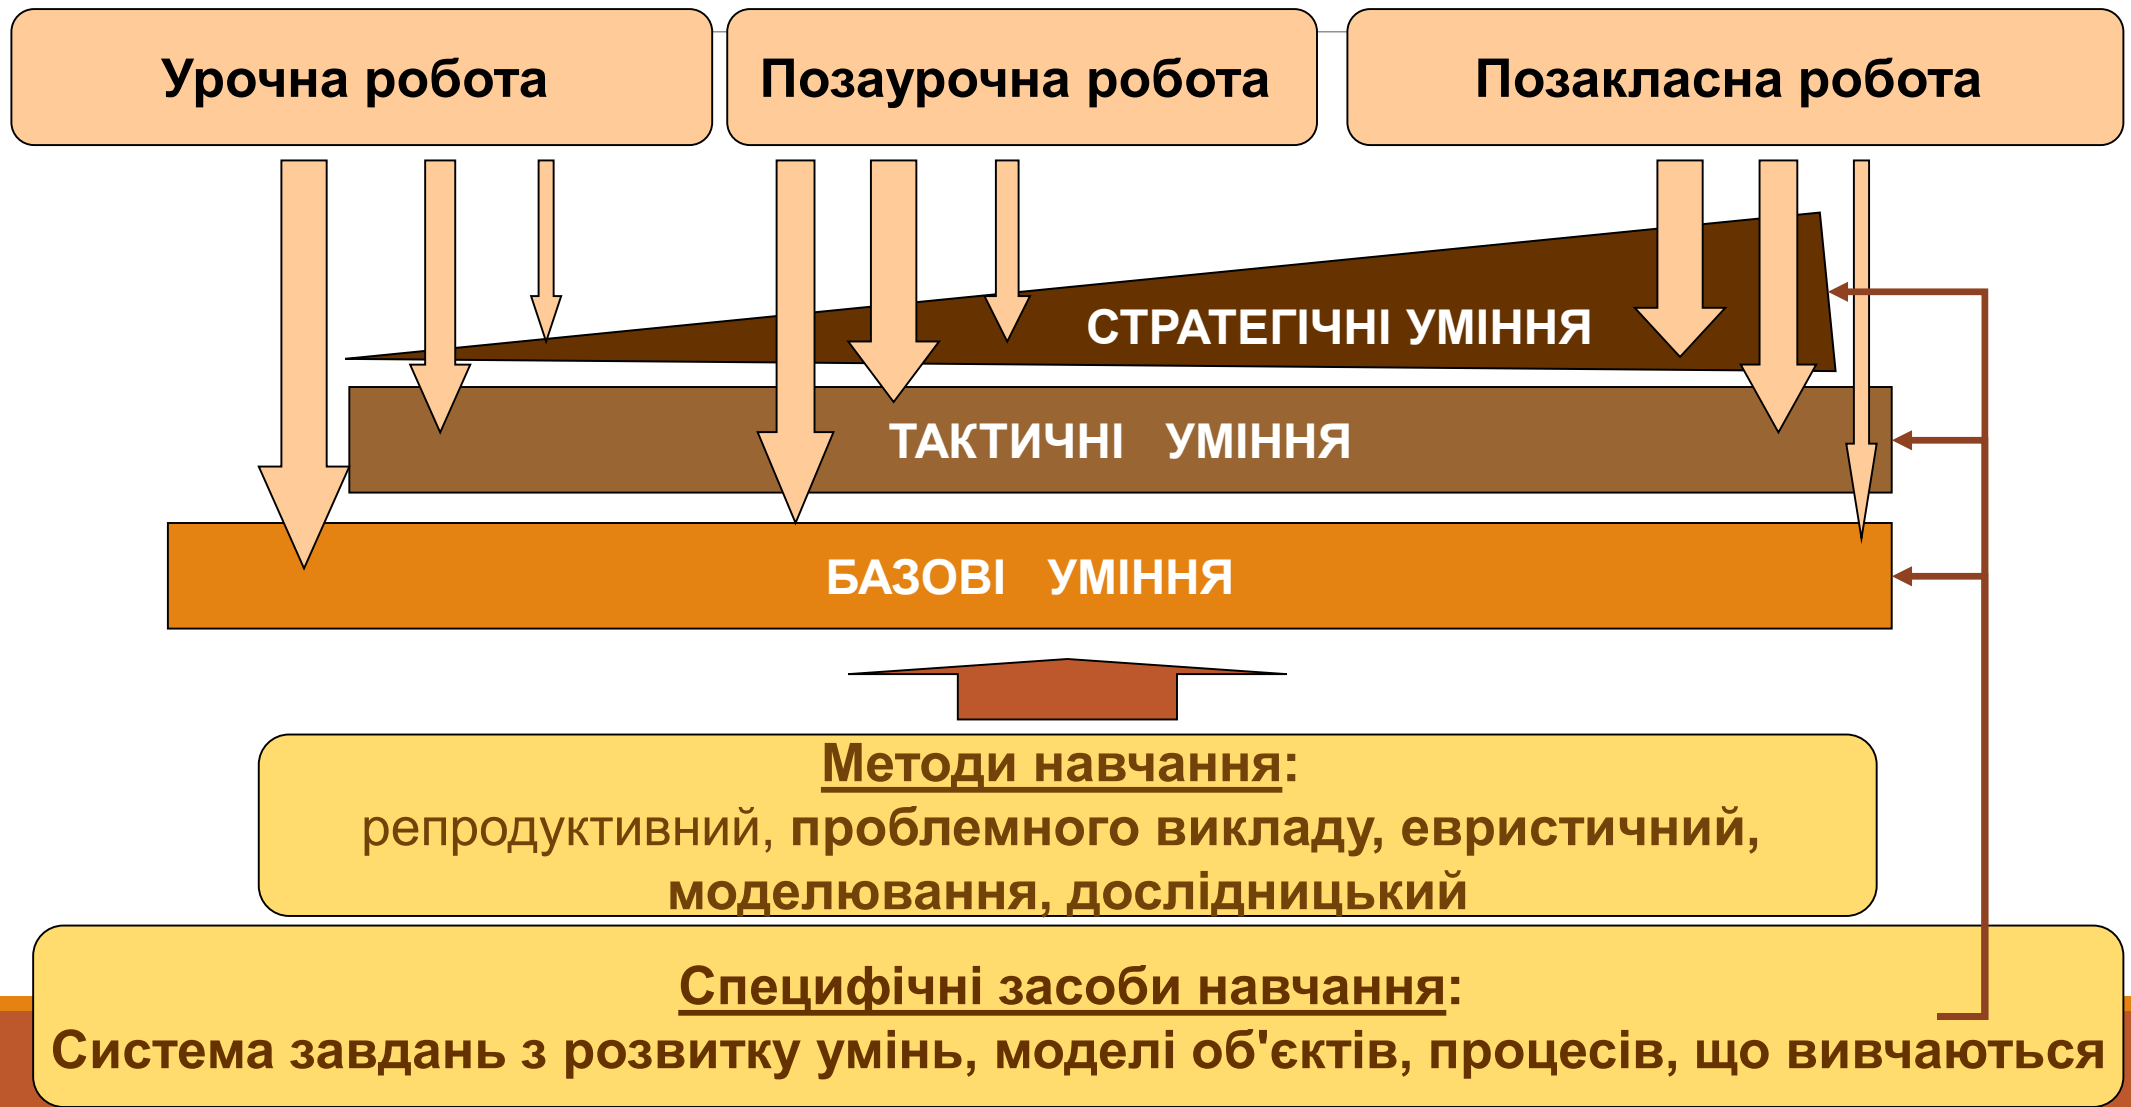 Урочна робота
Позаурочна робота
Позакласна робота
СТРАТЕГІЧНІ УМІННЯ
ТАКТИЧНІ УМІННЯ
БАЗОВІ УМІННЯ
Методи навчання:
репродуктивний, проблемного викладу, евристичний,
моделювання, дослідницький
Специфічні засоби навчання:
Система завдань з розвитку умінь, моделі об'єктів, процесів, що вивчаються